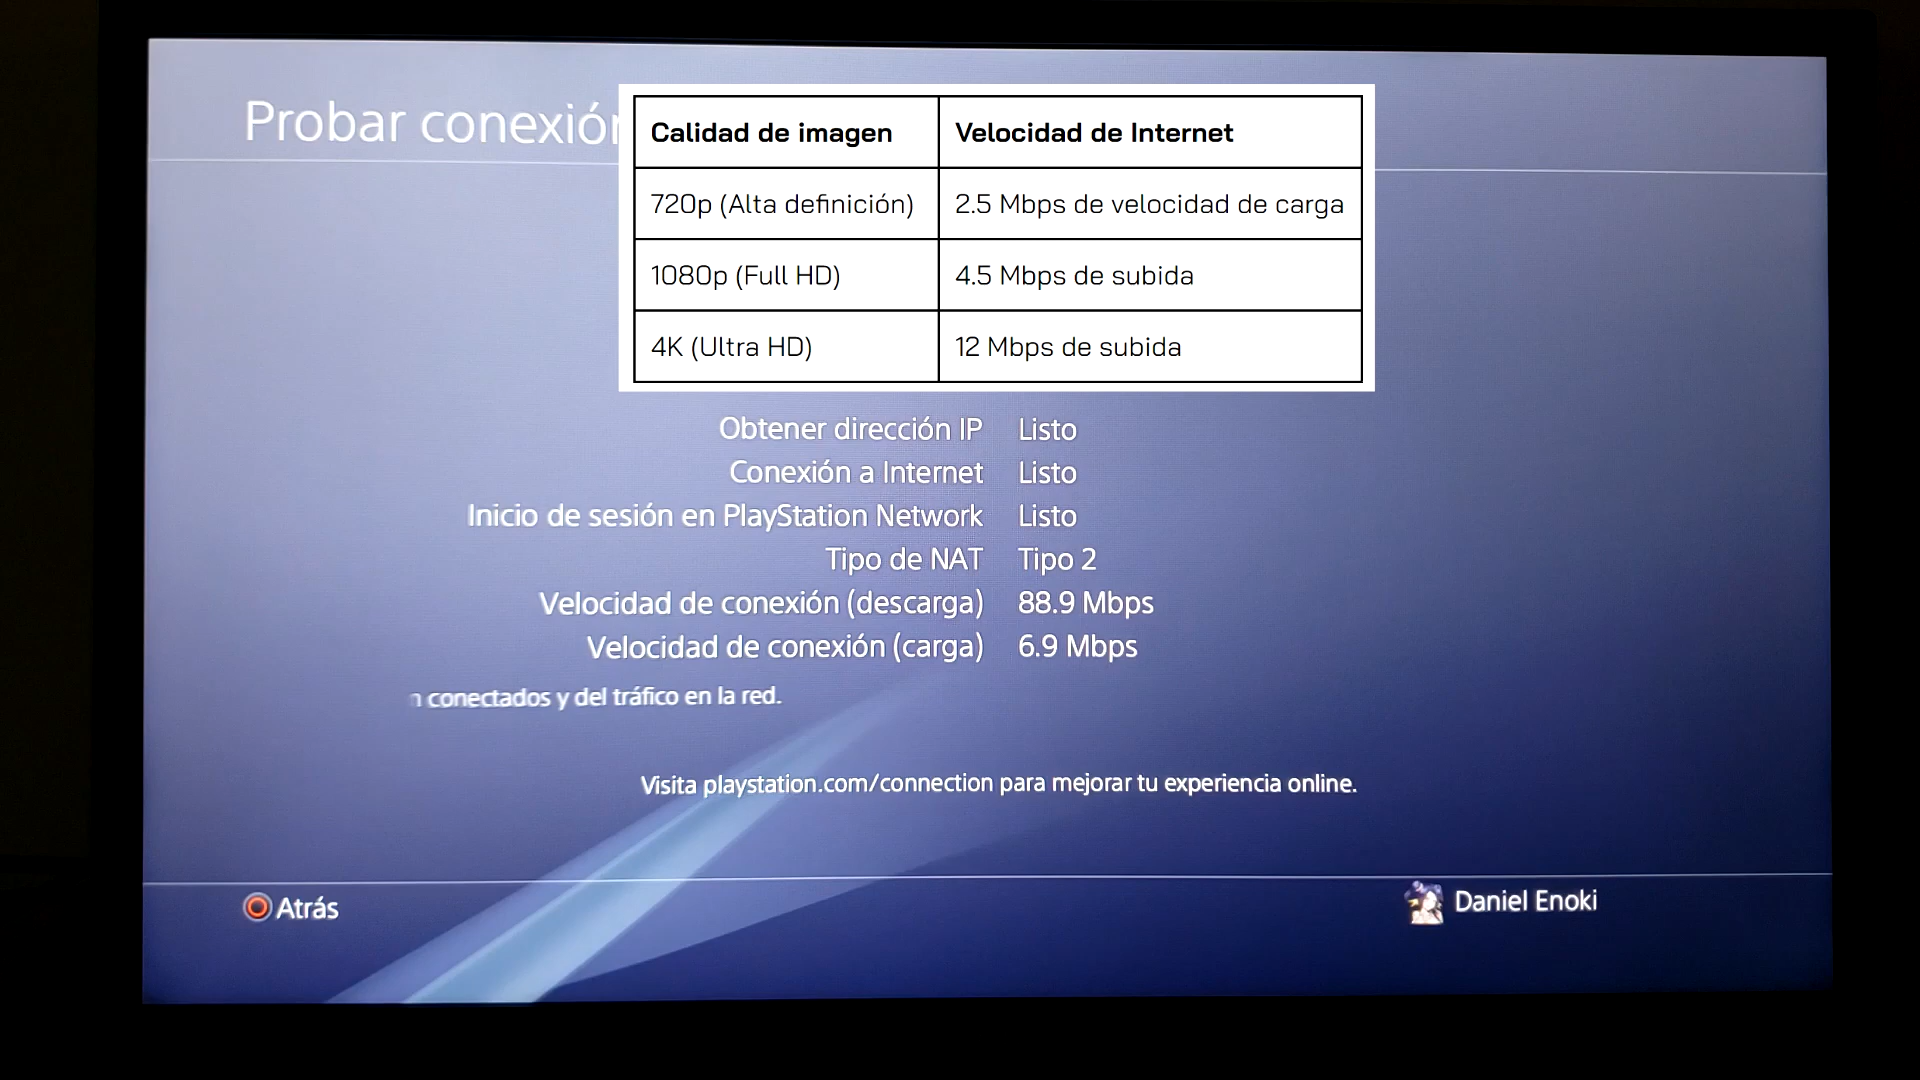 Probar conexión
Calidad de imagen Velocidad de Internet
720p (Alta definición) 2.5 Mbps de velocidad de carga
1080p (Full HD) 4.5 Mbps de subida
4K (Ultra HD) 12 Mbps de subida
Obtener dirección IP Listo
Conexión a Internet Listo
Inicio de sesión en PlayStation Network Listo
Tipo de NAT Tipo 2
Velocidad de conexión (descarga) 88.9 Mbps
Velocidad de conexión (carga) 6.9 Mbps
conectados y del tráfico en la red.
Visita playstation.com/connection para mejorar tu experiencia online.
Atrás
Daniel Enoki